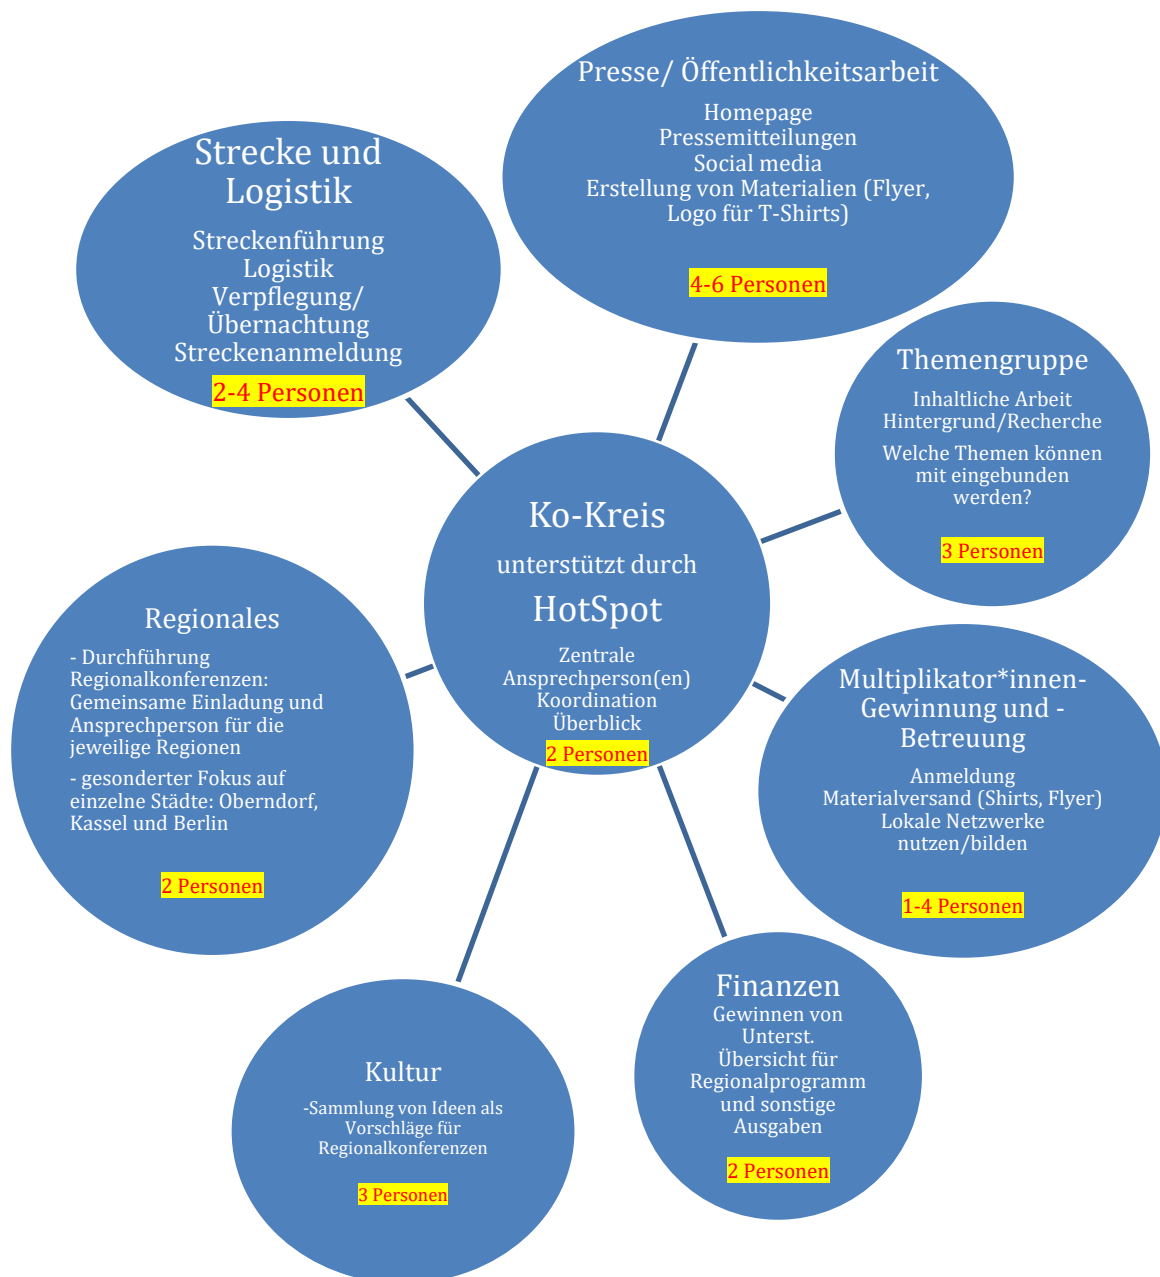 Presse/ Öffentlichkeitsarbeit
Homepage
Pressemitteilungen
Social media
Erstellung von Materialien (Flyer,
Logo für T-Shirts)
4-6 Personen
Strecke und
Logistik
Streckenführung
Logistik
Verpflegung/
Übernachtung
Streckenanmeldung
2-4 Personen
Themengruppe
Inhaltliche Arbeit
Hintergrund/Recherche
Welche Themen können
mit eingebunden
werden?
3 Personen
Ko-Kreis
unterstützt durch
HotSpot
Zentrale
Ansprechperson(en)
Koordination
Überblick
2 Personen
Regionales
- Durchführung
Regionalkonferenzen:
Gemeinsame Einladung und
Ansprechperson für die
jeweilige Regionen
- gesonderter Fokus auf
einzelne Städte: Oberndorf,
Kassel und Berlin
2 Personen
Multiplikator*innen-
Gewinnung und -
Betreuung
Anmeldung
Materialversand (Shirts, Flyer)
Lokale Netzwerke
nutzen/bilden
1-4 Personen
Finanzen
Gewinnen von
Unterst.
Übersicht für
Regionalprogramm
und sonstige
Ausgaben
2 Personen
Kultur
-Sammlung von Ideen als
Vorschläge für
Regionalkonferenzen
3 Personen